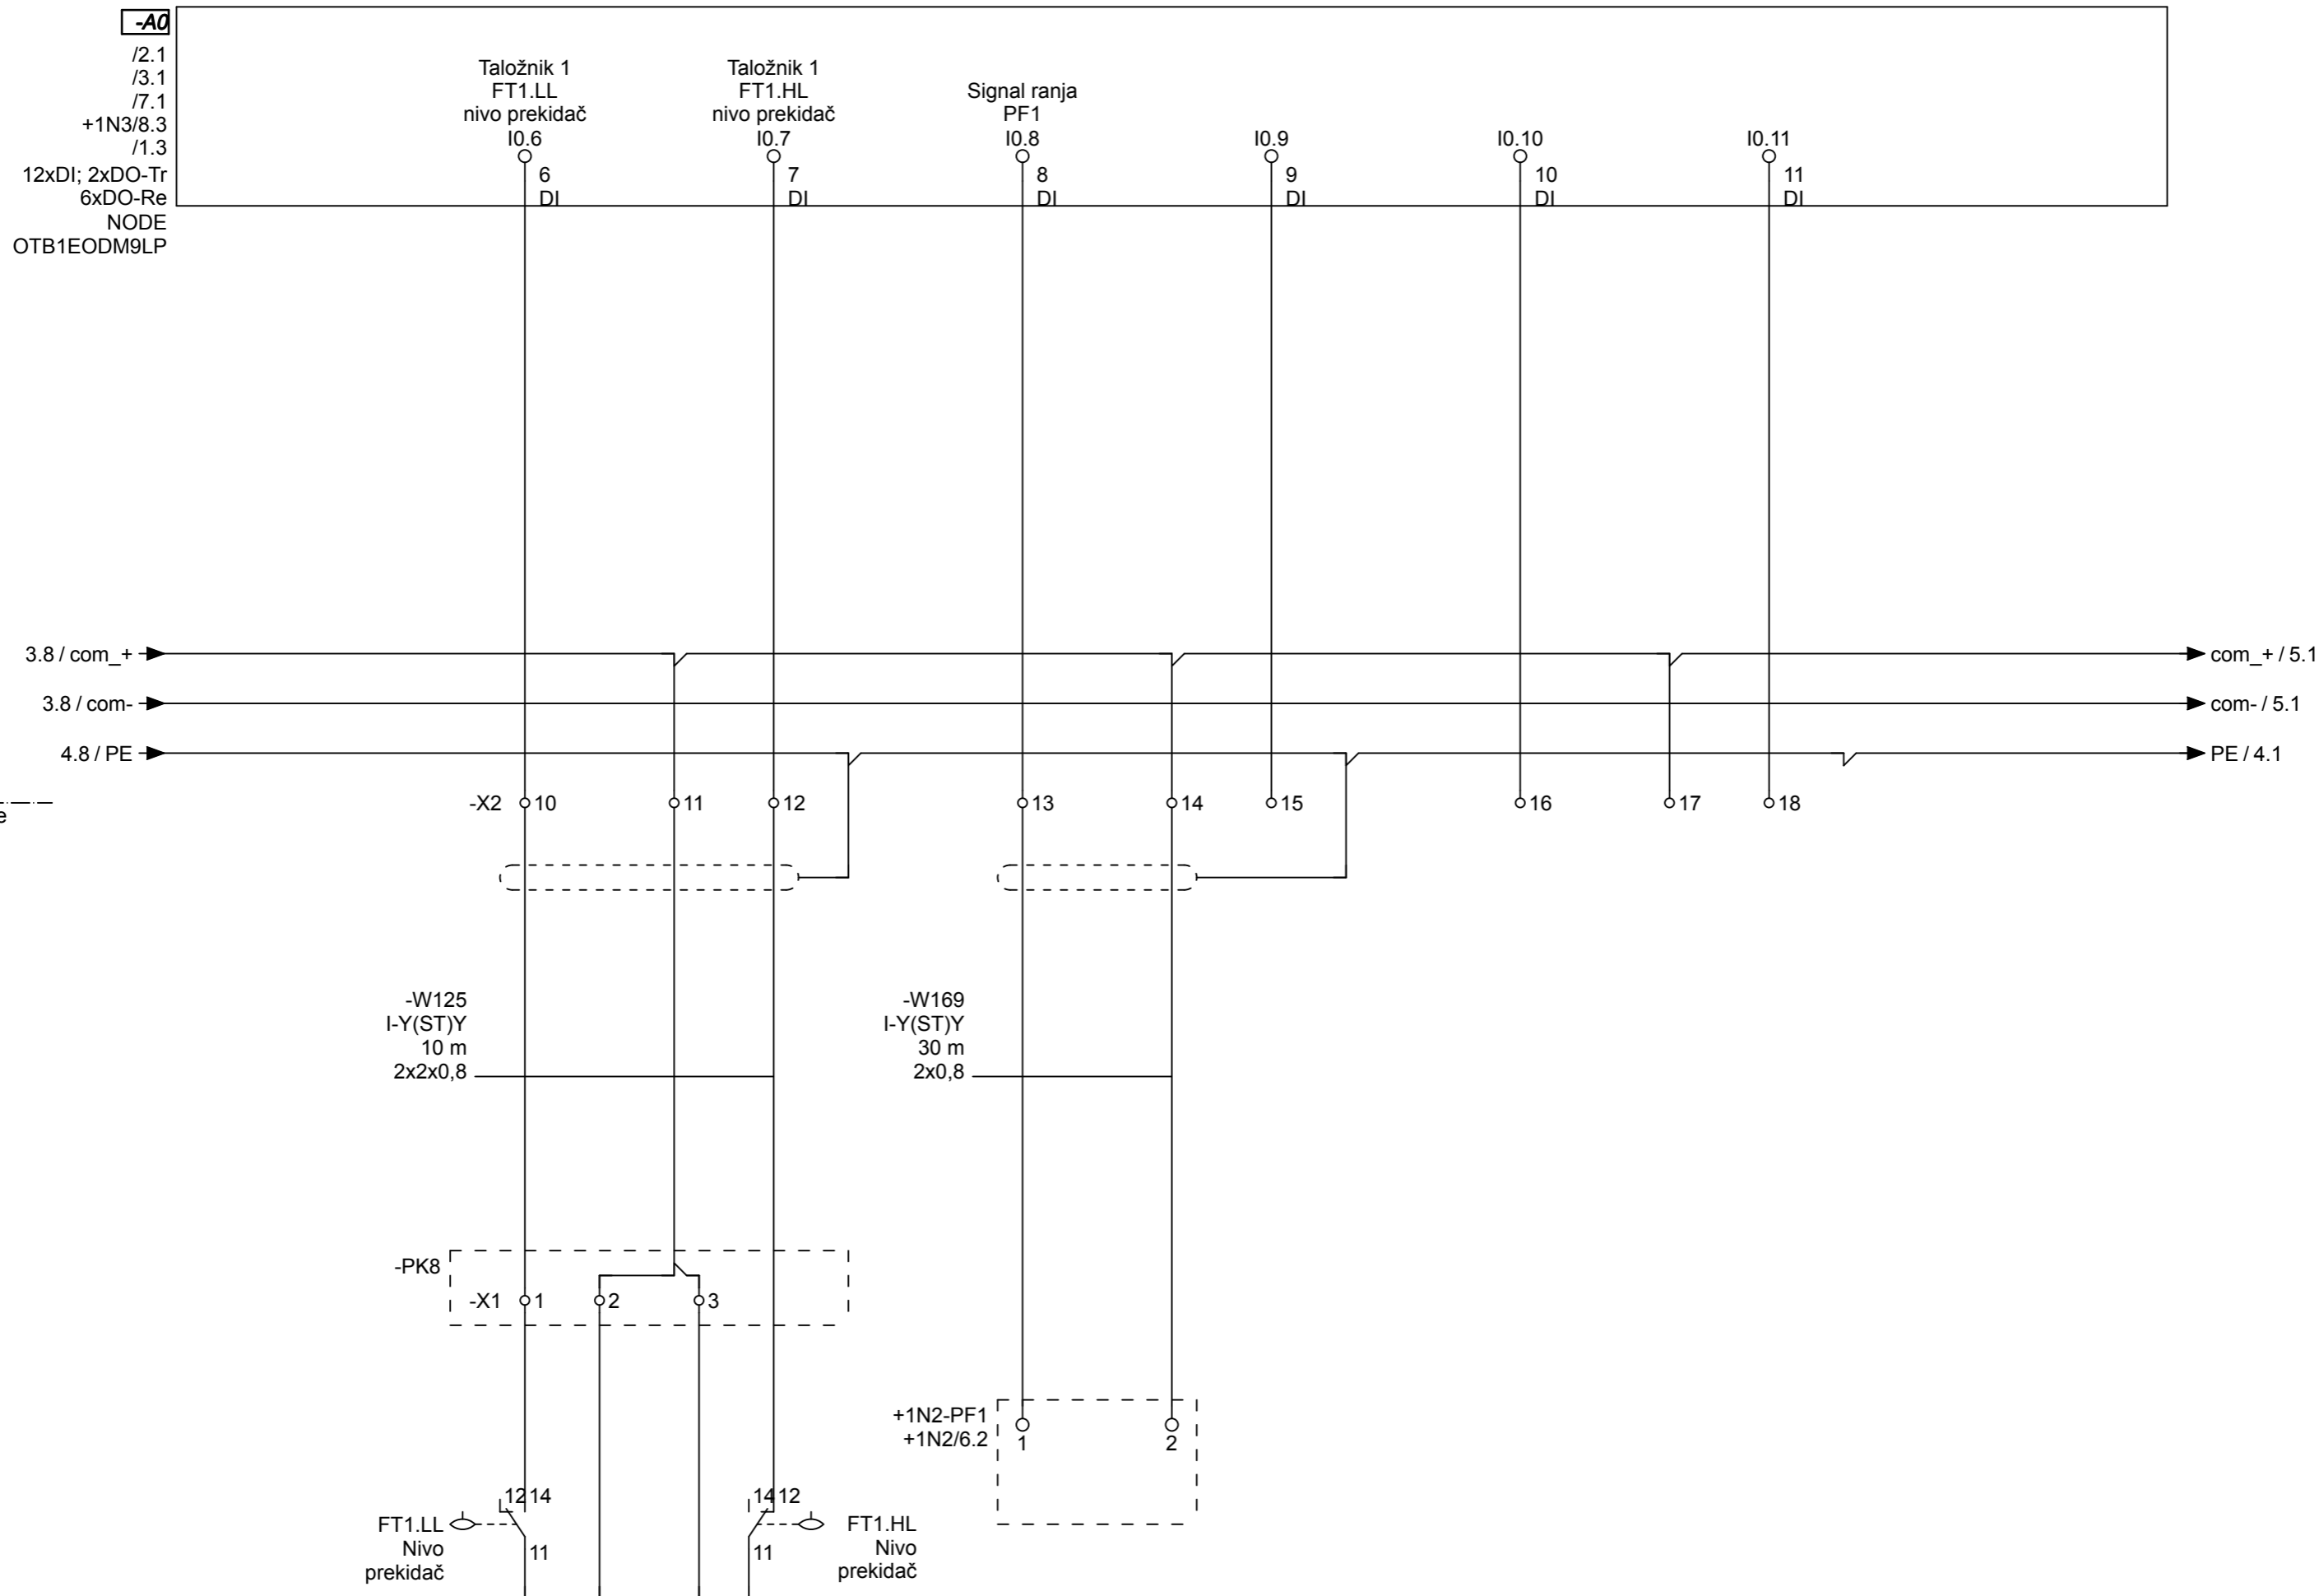 -A0
/2.1
/3.1
/7.1
+1N3/8.3
/1.3
12xDI; 2xDO-Tr
6xDO-Re
NODE
OTB1EODM9LP
Taložnik 1
FT1.LL
nivo prekidač
I0.6
6
DI
Taložnik 1
FT1.HL
nivo prekidač
I0.7
7
DI
Signal ranja
PF1
I0.8
8
DI
I0.9
9
DI
I0.10
10
DI
I0.11
11
DI
3.8 / com_+
com_+ / 5.1
3.8 / com-
com- / 5.1
4.8 / PE
PE / 4.1
e
-X2 10 11 12 13 14 15 16 17 18
-W125
I-Y(ST)Y
10 m
2x2x0,8
-W169
I-Y(ST)Y
30 m
2x0,8
-PK8
-X1 1 2 3
+1N2-PF1
+1N2/6.2
1 2
12 14
FT1.LL
Nivo
prekidač
11
14 12
FT1.HL
Nivo
prekidač
11